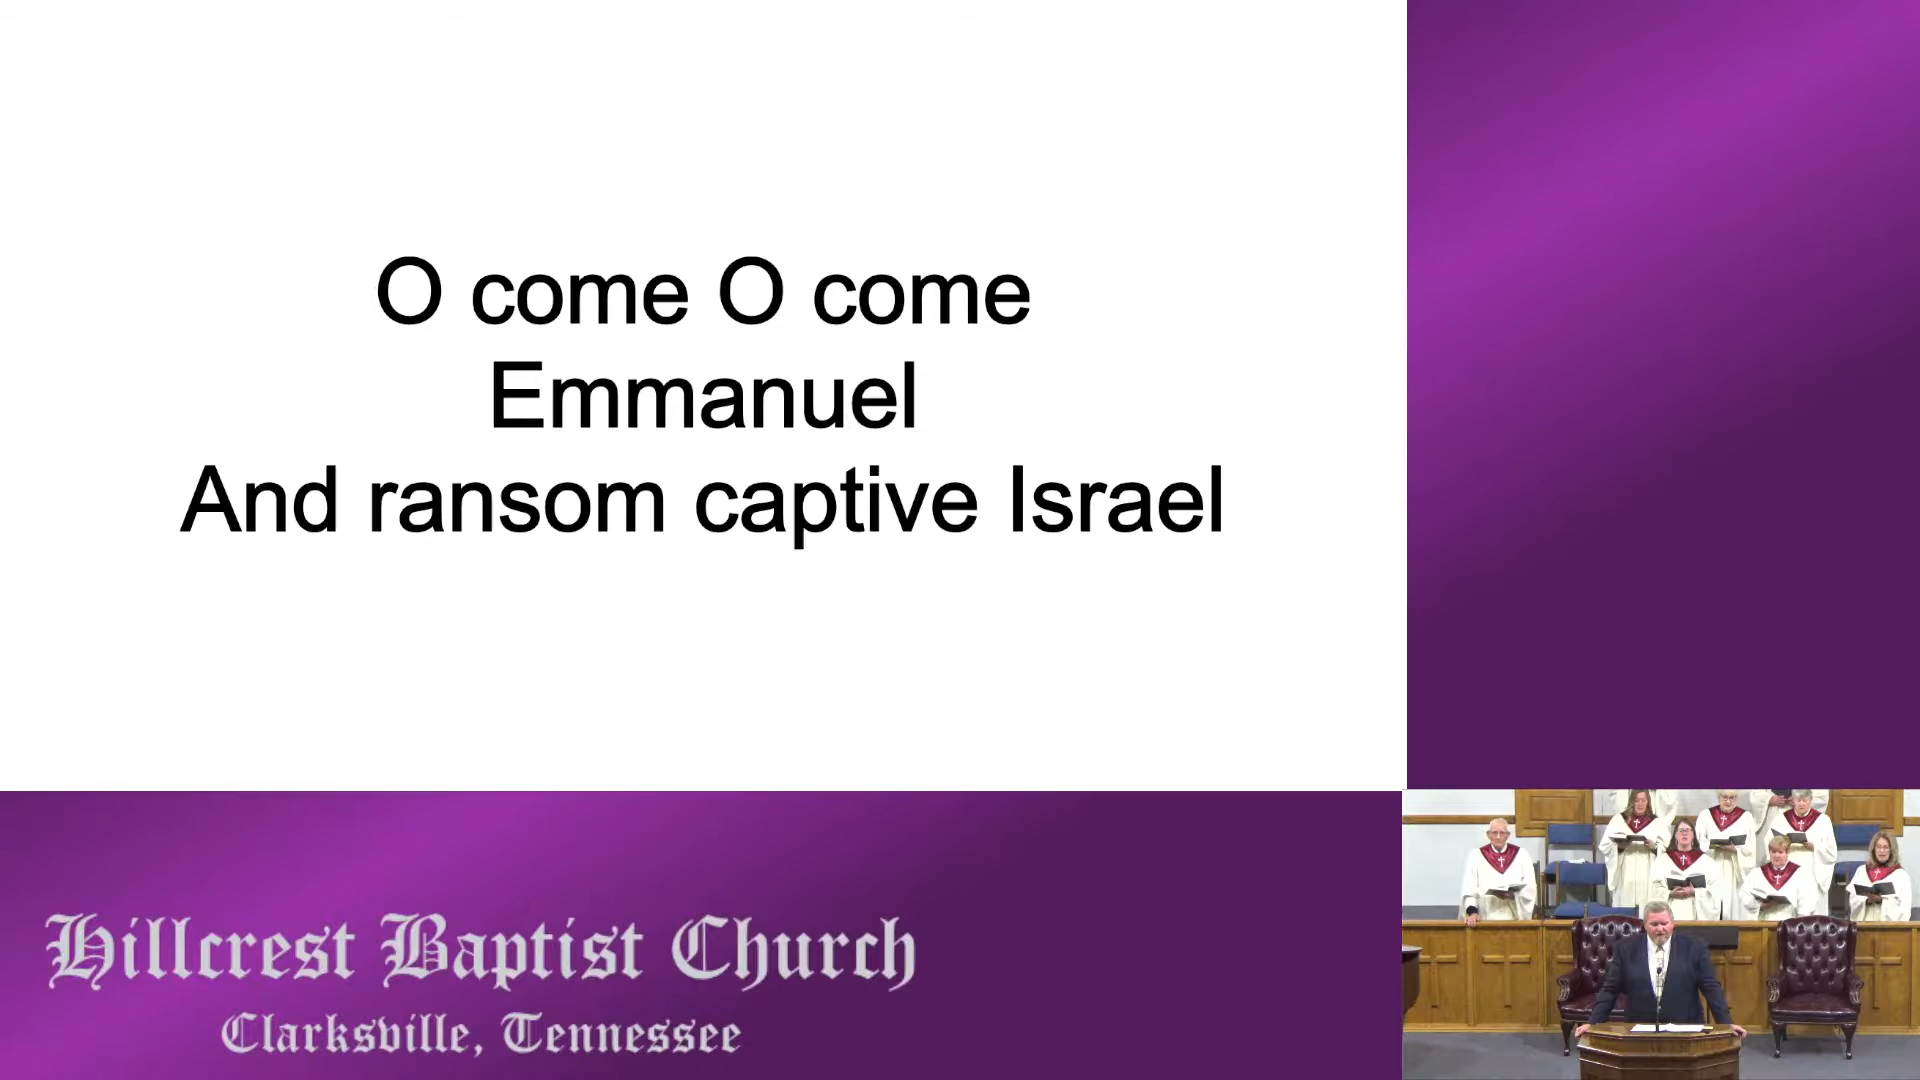 O come O come
Emmanuel
And ransom captive Israel
Hillcrest Baptist Church
Clarksville, Tennessee